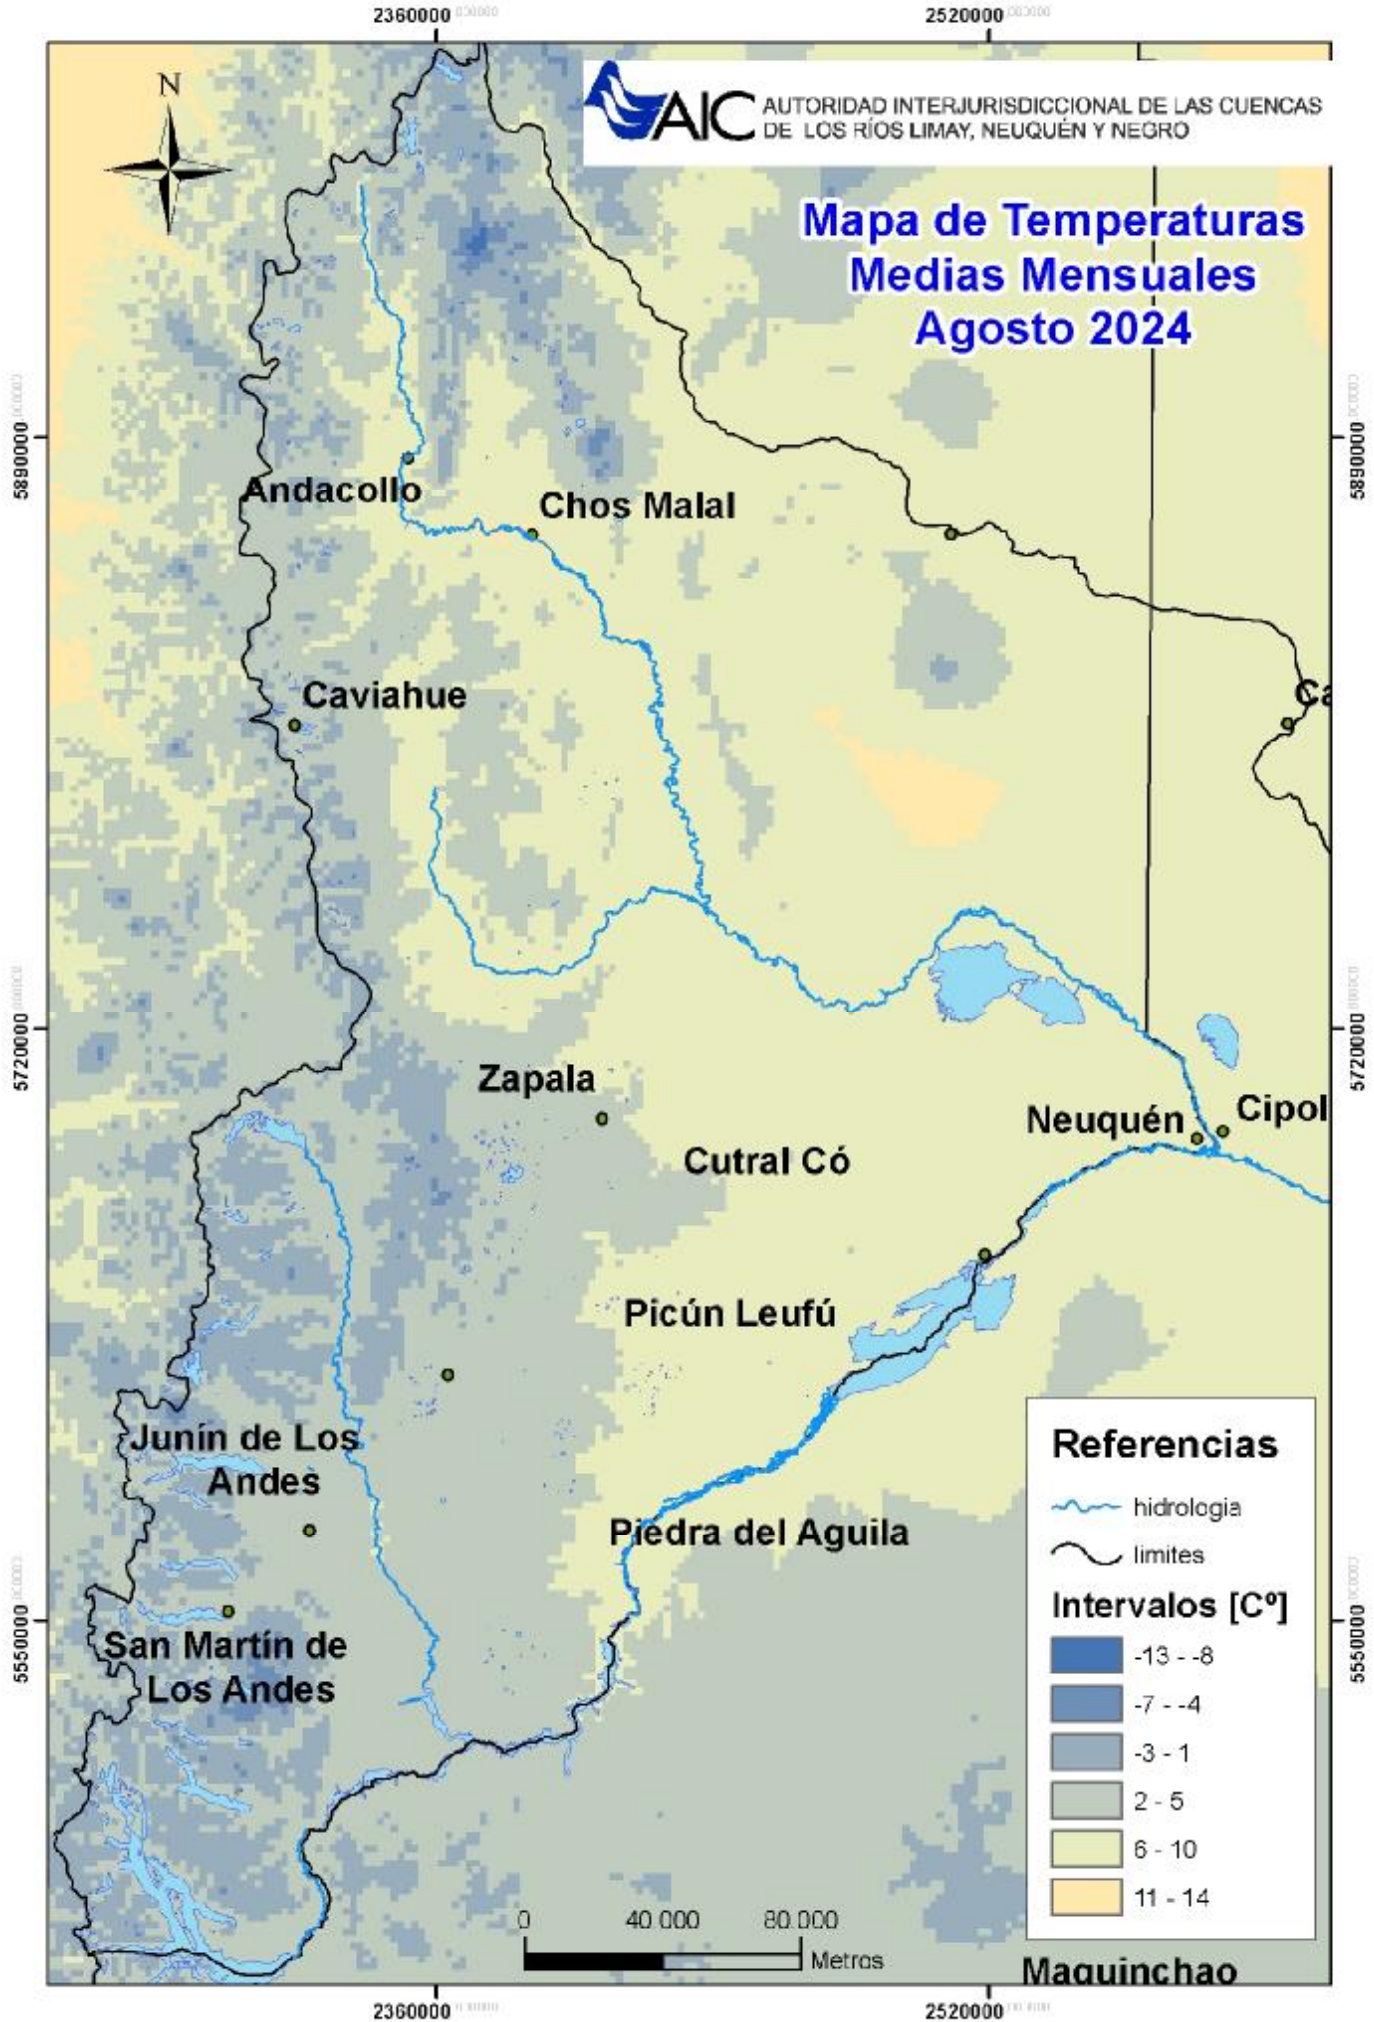 2360000
2520000
N
AIC
AUTORIDAD INTERJURISDICCIONAL DE LAS CUENCAS
DE LOS RÍOS LIMAY, NEUQUÉN Y NEGRO
Mapa de Temperaturas
Medias Mensuales
Agosto 2024
5890000
5890000
Andacollo
Chos Malal
Caviahue
Ca
5720000
5720000
Zapala
Neuquén
Cipol
Cutral Có
Picún Leufú
Junín de Los
Andes
Piedra del Aguila
5550000
5550000
San Martín de
Los Andes
Referencias
hidrologia
limites
Intervalos [Cº]
-13 - -8
-7 - -4
-3 - 1
2 - 5
6 - 10
11 - 14
0 40.000 80.000
Metros
Maquinchao
2360000
2520000